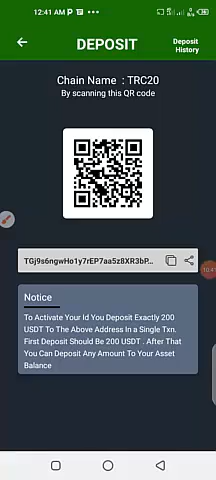 12:41 AM
DEPOSIT
Deposit
History
Chain Name : TRC20
By scanning this QR code
TGj9s6ngwHo1y7rEP7aa5z8XR3bP...
Notice
To Activate Your Id You Deposit Exactly 200
USDT To The Above Address In a Single Txn.
First Deposit Should Be 200 USDT . After That
You Can Deposit Any Amount To Your Asset
Balance